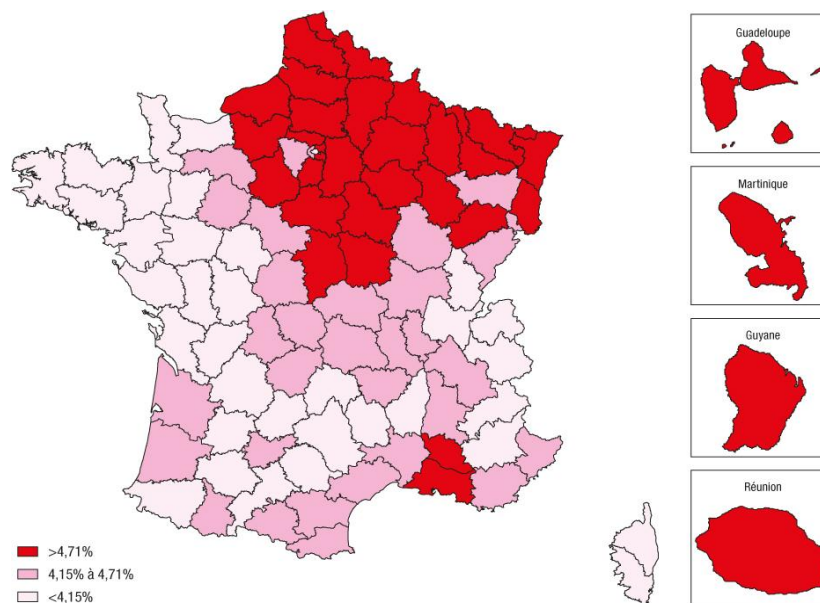 Guadeloupe
Martinique
Guyane
Réunion
>4,71%
4,15% à 4,71%
<4,15%